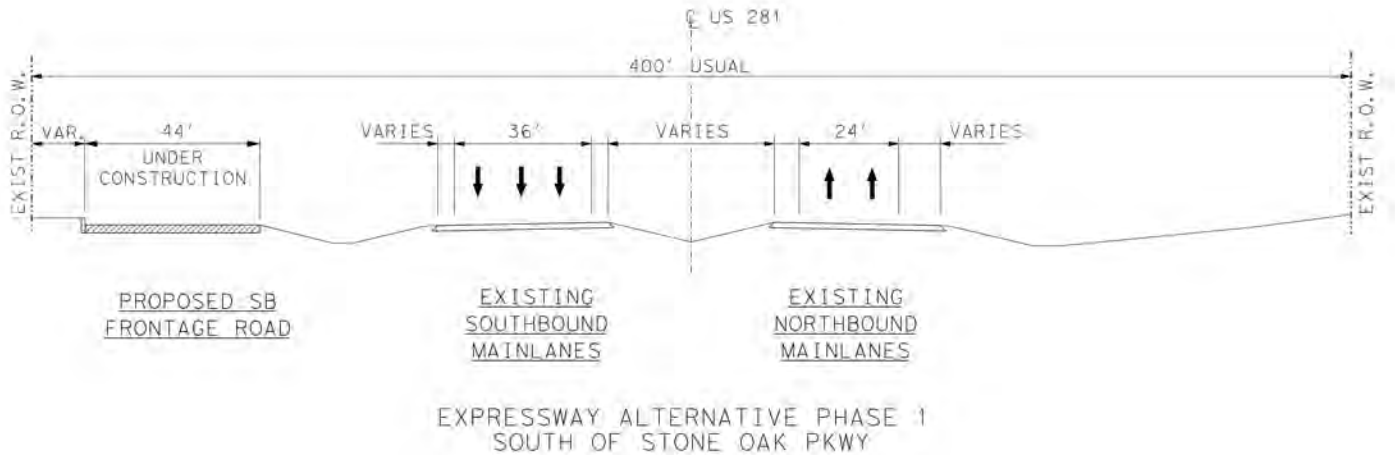 ℄ US 281
400' USUAL
EXIST R.O.W.
EXIST R.O.W.
VAR.
44'
VARIES
36'
VARIES
24'
VARIES
UNDER
CONSTRUCTION
PROPOSED SB
FRONTAGE ROAD
EXISTING
SOUTHBOUND
MAINLANES
EXISTING
NORTHBOUND
MAINLANES
EXPRESSWAY ALTERNATIVE PHASE 1
SOUTH OF STONE OAK PKWY